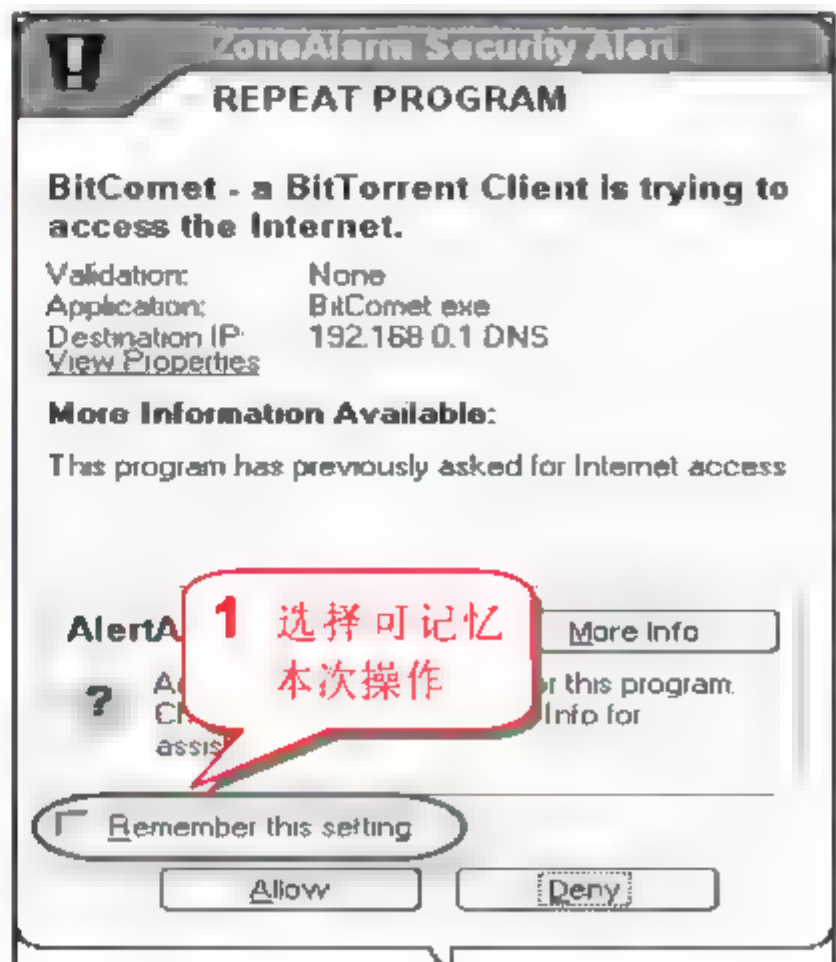 ZoneAlarm Security Alert
REPEAT PROGRAM
BitComet - a BitTorrent Client is trying to
access the Internet.
Validation: None
Application: BitComet exe
Destination IP: 192.168 0.1 DNS
View Properties
More Information Available:
This program has previously asked for Internet access
AlertA
More Info
1 选择可记忆
本次操作
? this program.
Info for
assis
Remember this setting
Allow Deny